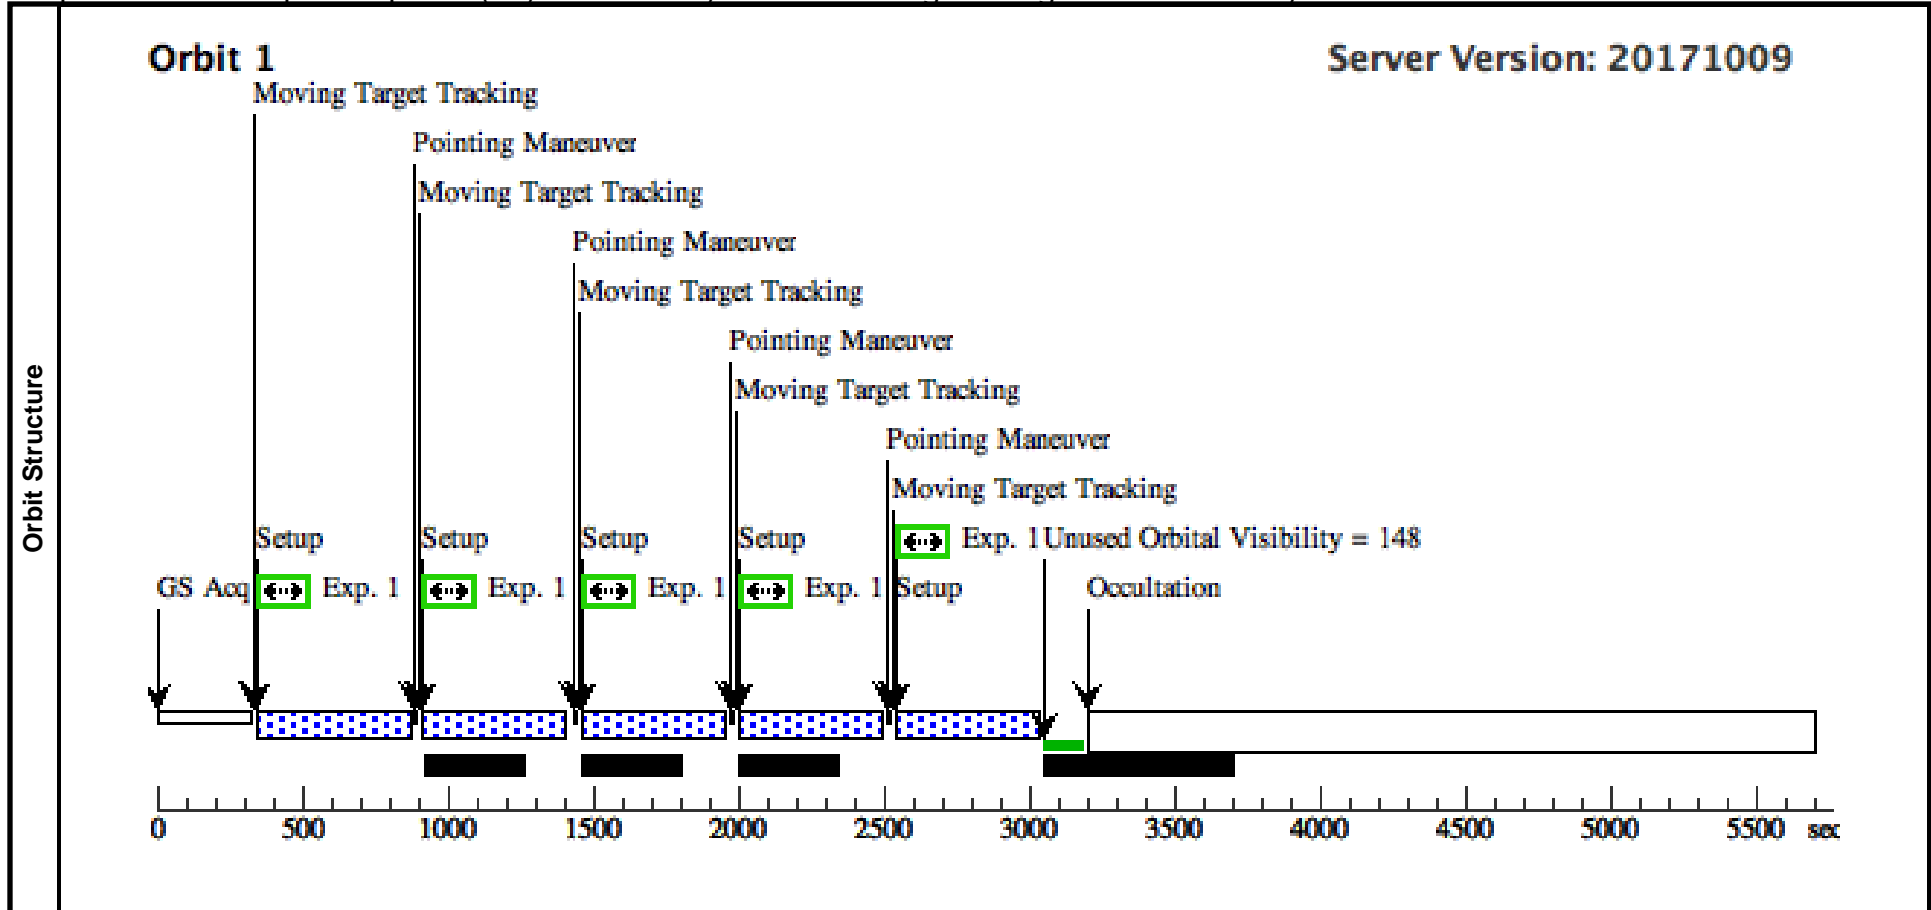 Orbit Structure
Orbit 1 Server Version: 20171009
Moving Target Tracking
Pointing Maneuver
Moving Target Tracking
Pointing Maneuver
Moving Target Tracking
Pointing Maneuver
Moving Target Tracking
Pointing Maneuver
Moving Target Tracking
Setup Setup Setup Setup Exp. 1 Unused Orbital Visibility = 148
GS Acq Exp. 1 Exp. 1 Exp. 1 Exp. 1 Setup Occultation
0 500 1000 1500 2000 2500 3000 3500 4000 4500 5000 5500 sec